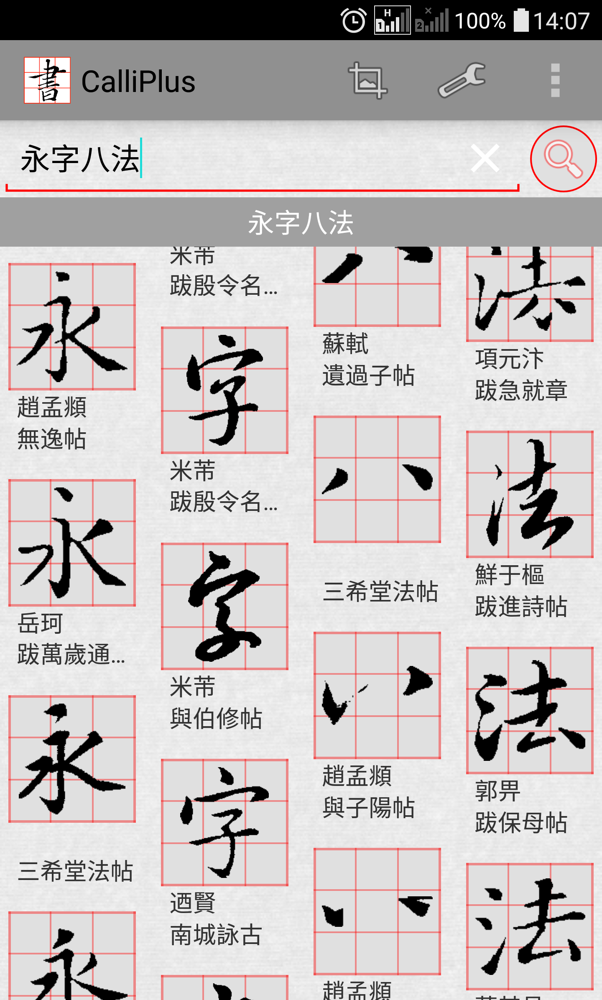 100% 14:07
書 CalliPlus
永字八法
永字八法
永
趙孟頫
無逸帖
永
岳珂
跋萬歲通...
永
三希堂法帖
永
米芾
跋殷令名...
字
米芾
跋殷令名...
字
米芾
與伯修帖
字
迺賢
南城詠古
八
蘇軾
遺過子帖
八
三希堂法帖
八
趙孟頫
與子陽帖
八
趙孟頫
法
項元汴
跋急就章
法
鮮于樞
跋進詩帖
法
郭畀
跋保母帖
法